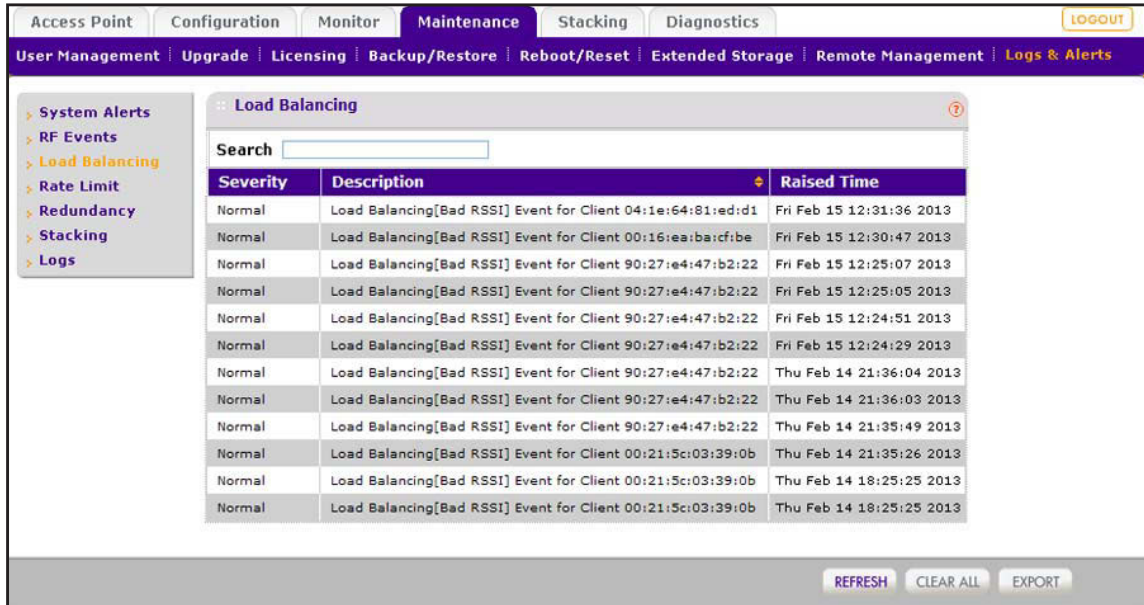 Access Point Configuration Monitor Maintenance Stacking Diagnostics LOGOUT
User Management Upgrade Licensing Backup/Restore Reboot/Reset Extended Storage Remote Management Logs & Alerts
System Alerts
RF Events
Load Balancing
Rate Limit
Redundancy
Stacking
Logs
Load Balancing ?
Search
Severity Description Raised Time
Normal Load Balancing[Bad RSSI] Event for Client 04:1e:64:81:ed:d1 Fri Feb 15 12:31:36 2013
Normal Load Balancing[Bad RSSI] Event for Client 00:16:ea:ba:cf:be Fri Feb 15 12:30:47 2013
Normal Load Balancing[Bad RSSI] Event for Client 90:27:e4:47:b2:22 Fri Feb 15 12:25:07 2013
Normal Load Balancing[Bad RSSI] Event for Client 90:27:e4:47:b2:22 Fri Feb 15 12:25:05 2013
Normal Load Balancing[Bad RSSI] Event for Client 90:27:e4:47:b2:22 Fri Feb 15 12:24:51 2013
Normal Load Balancing[Bad RSSI] Event for Client 90:27:e4:47:b2:22 Fri Feb 15 12:24:29 2013
Normal Load Balancing[Bad RSSI] Event for Client 90:27:e4:47:b2:22 Thu Feb 14 21:36:04 2013
Normal Load Balancing[Bad RSSI] Event for Client 90:27:e4:47:b2:22 Thu Feb 14 21:36:03 2013
Normal Load Balancing[Bad RSSI] Event for Client 90:27:e4:47:b2:22 Thu Feb 14 21:35:49 2013
Normal Load Balancing[Bad RSSI] Event for Client 00:21:5c:03:39:0b Thu Feb 14 21:35:26 2013
Normal Load Balancing[Bad RSSI] Event for Client 00:21:5c:03:39:0b Thu Feb 14 18:25:25 2013
Normal Load Balancing[Bad RSSI] Event for Client 00:21:5c:03:39:0b Thu Feb 14 18:25:25 2013
REFRESH CLEAR ALL EXPORT